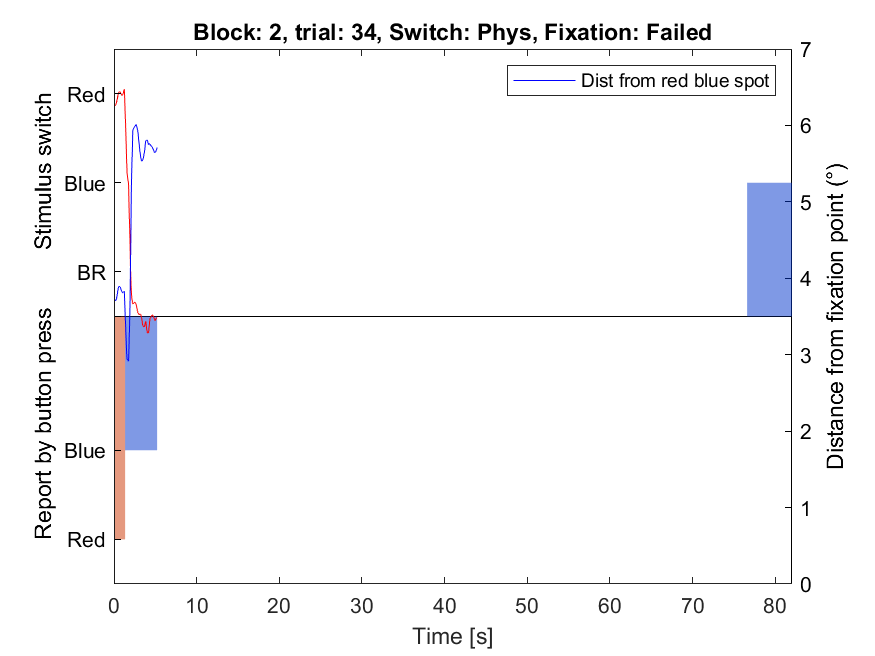 Block: 2, trial: 34, Switch: Phys, Fixation: Failed
Dist from red blue spot
Stimulus switch
Red
Blue
BR
Report by button press
Blue
Red
Distance from fixation point (°)
7
6
5
4
3
2
1
0
0 10 20 30 40 50 60 70 80
Time [s]